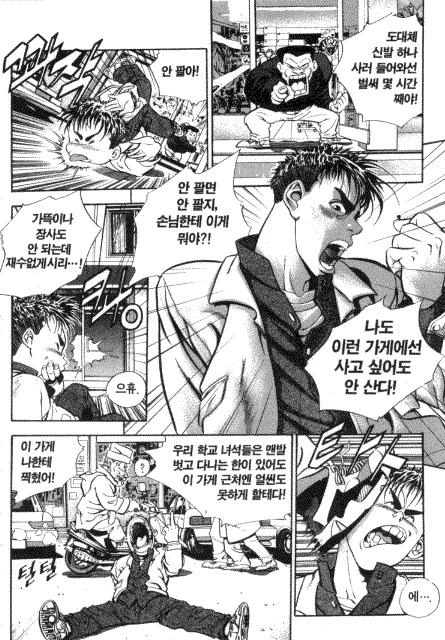 안 팔아!
도대체
신발 하나
사러 들어와선
벌써 몇 시간
째야!
안 팔면
안 팔지,
손님한테 이게
뭐야?!
가뜩이나
장사도
안 되는데
재수없게시리…!
나도
이런 가게에선
사고 싶어도
안 산다!
으휴.
이 가게
나한테
찍혔어!
?
우리 학교 녀석들은 맨발
벗고 다니는 한이 있어도
이 가게 근처엔 얼씬도
못하게 할테다!
털
털
에…